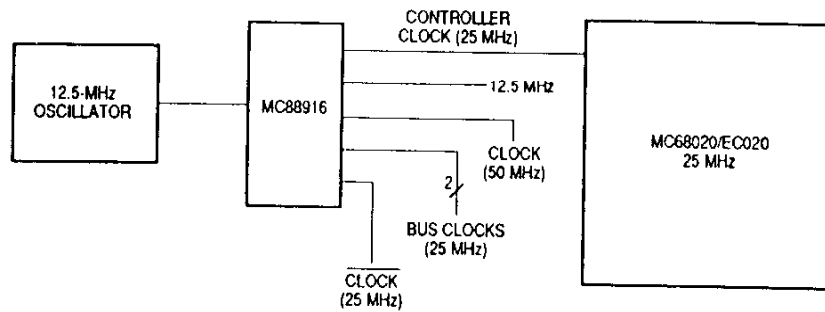 CONTROLLER
CLOCK (25 MHz)
12.5-MHz
OSCILLATOR
MC88916
12.5 MHz
MC68020/EC020
25 MHz
CLOCK
(50 MHz)
2
BUS CLOCKS
(25 MHz)
CLOCK
(25 MHz)